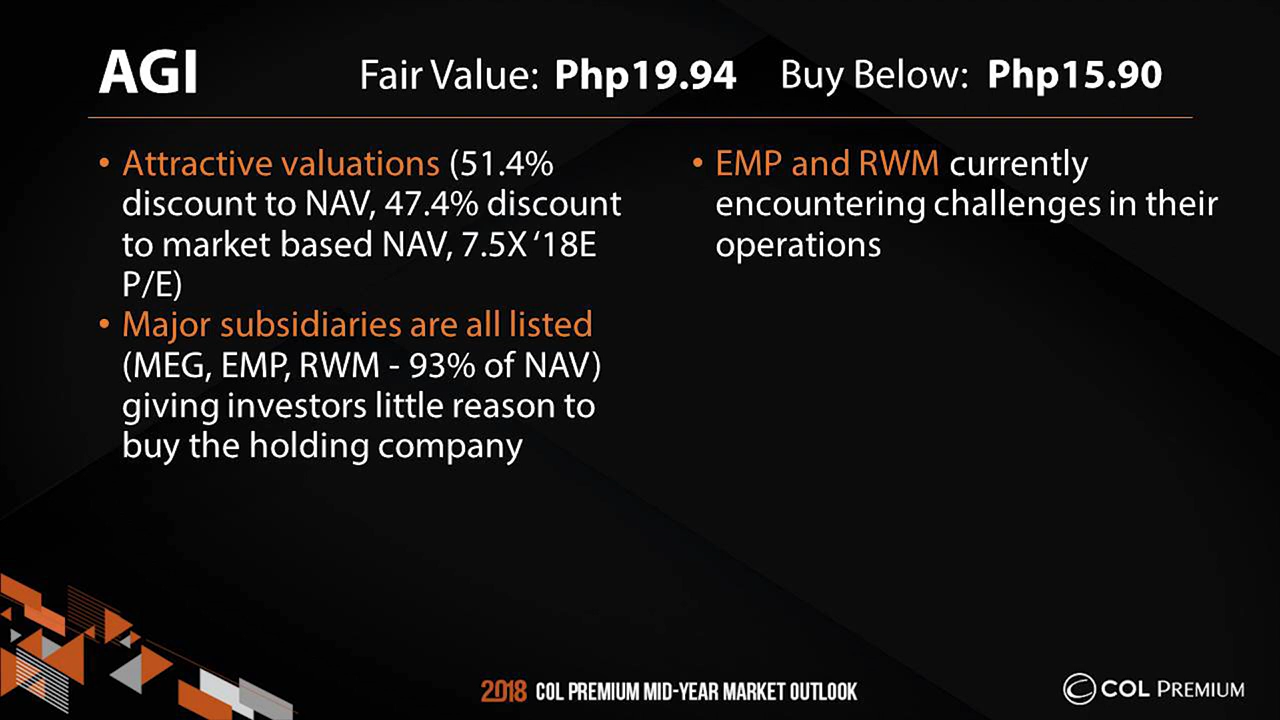 AGI Fair Value: Php19.94 Buy Below: Php15.90
• Attractive valuations (51.4%
discount to NAV, 47.4% discount
to market based NAV, 7.5X ‘18E
P/E)
• Major subsidiaries are all listed
(MEG, EMP, RWM - 93% of NAV)
giving investors little reason to
buy the holding company
• EMP and RWM currently
encountering challenges in their
operations
2018 COL PREMIUM MID-YEAR MARKET OUTLOOK
COL PREMIUM